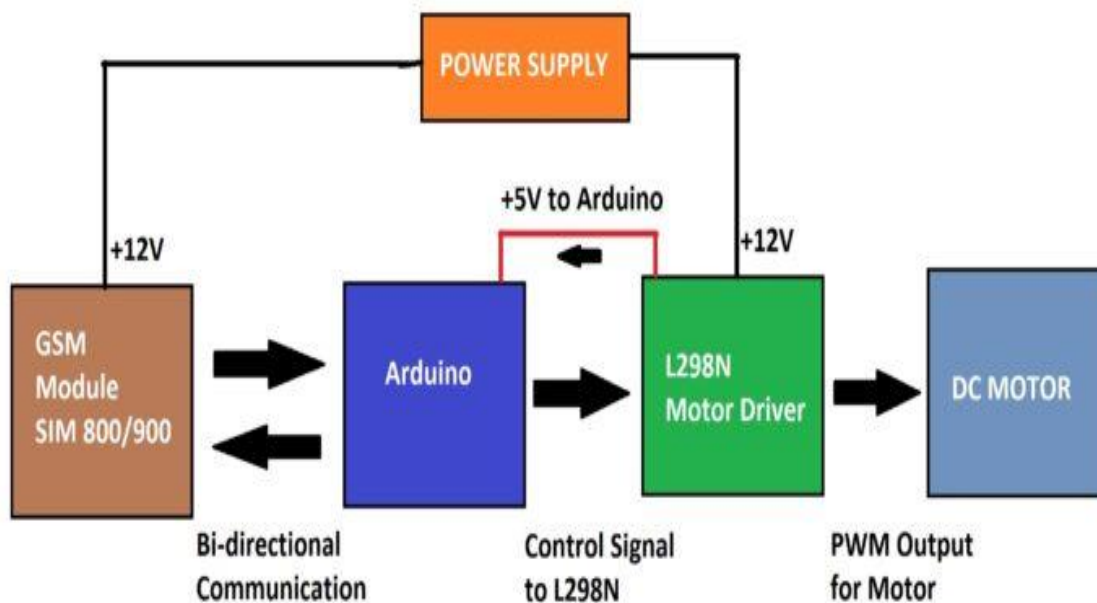 POWER SUPPLY
+5V to Arduino
+12V
+12V
GSM
Module
SIM 800/900
Arduino
L298N
Motor Driver
DC MOTOR
Bi-directional
Communication
Control Signal
to L298N
PWM Output
for Motor